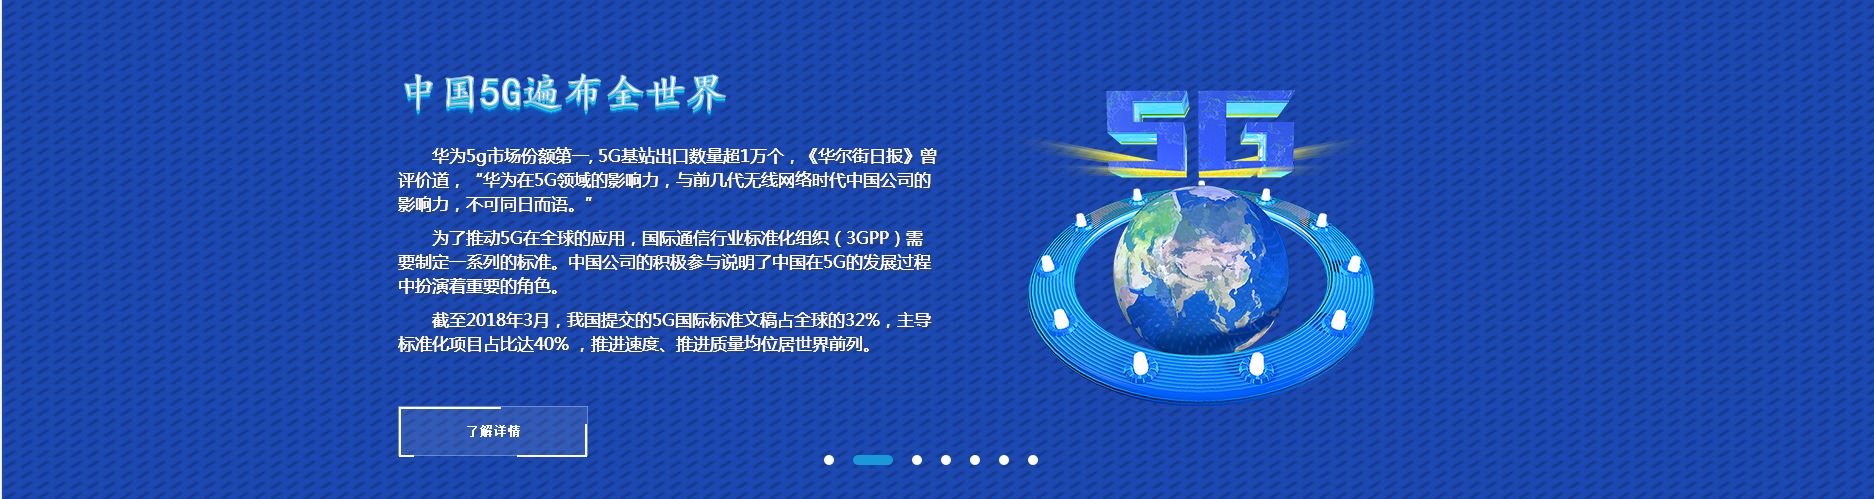 中国5G遍布全世界
5G
华为5g市场份额第一, 5G基站出口数量超1万个，《华尔街日报》曾
评价道，“华为在5G领域的影响力，与前几代无线网络时代中国公司的
影响力，不可同日而语。”
为了推动5G在全球的应用，国际通信行业标准化组织（3GPP）需
要制定一系列的标准。中国公司的积极参与说明了中国在5G的发展过程
中扮演着重要的角色。
截至2018年3月，我国提交的5G国际标准文稿占全球的32%，主导
标准化项目占比达40% ，推进速度、推进质量均位居世界前列。
了解详情